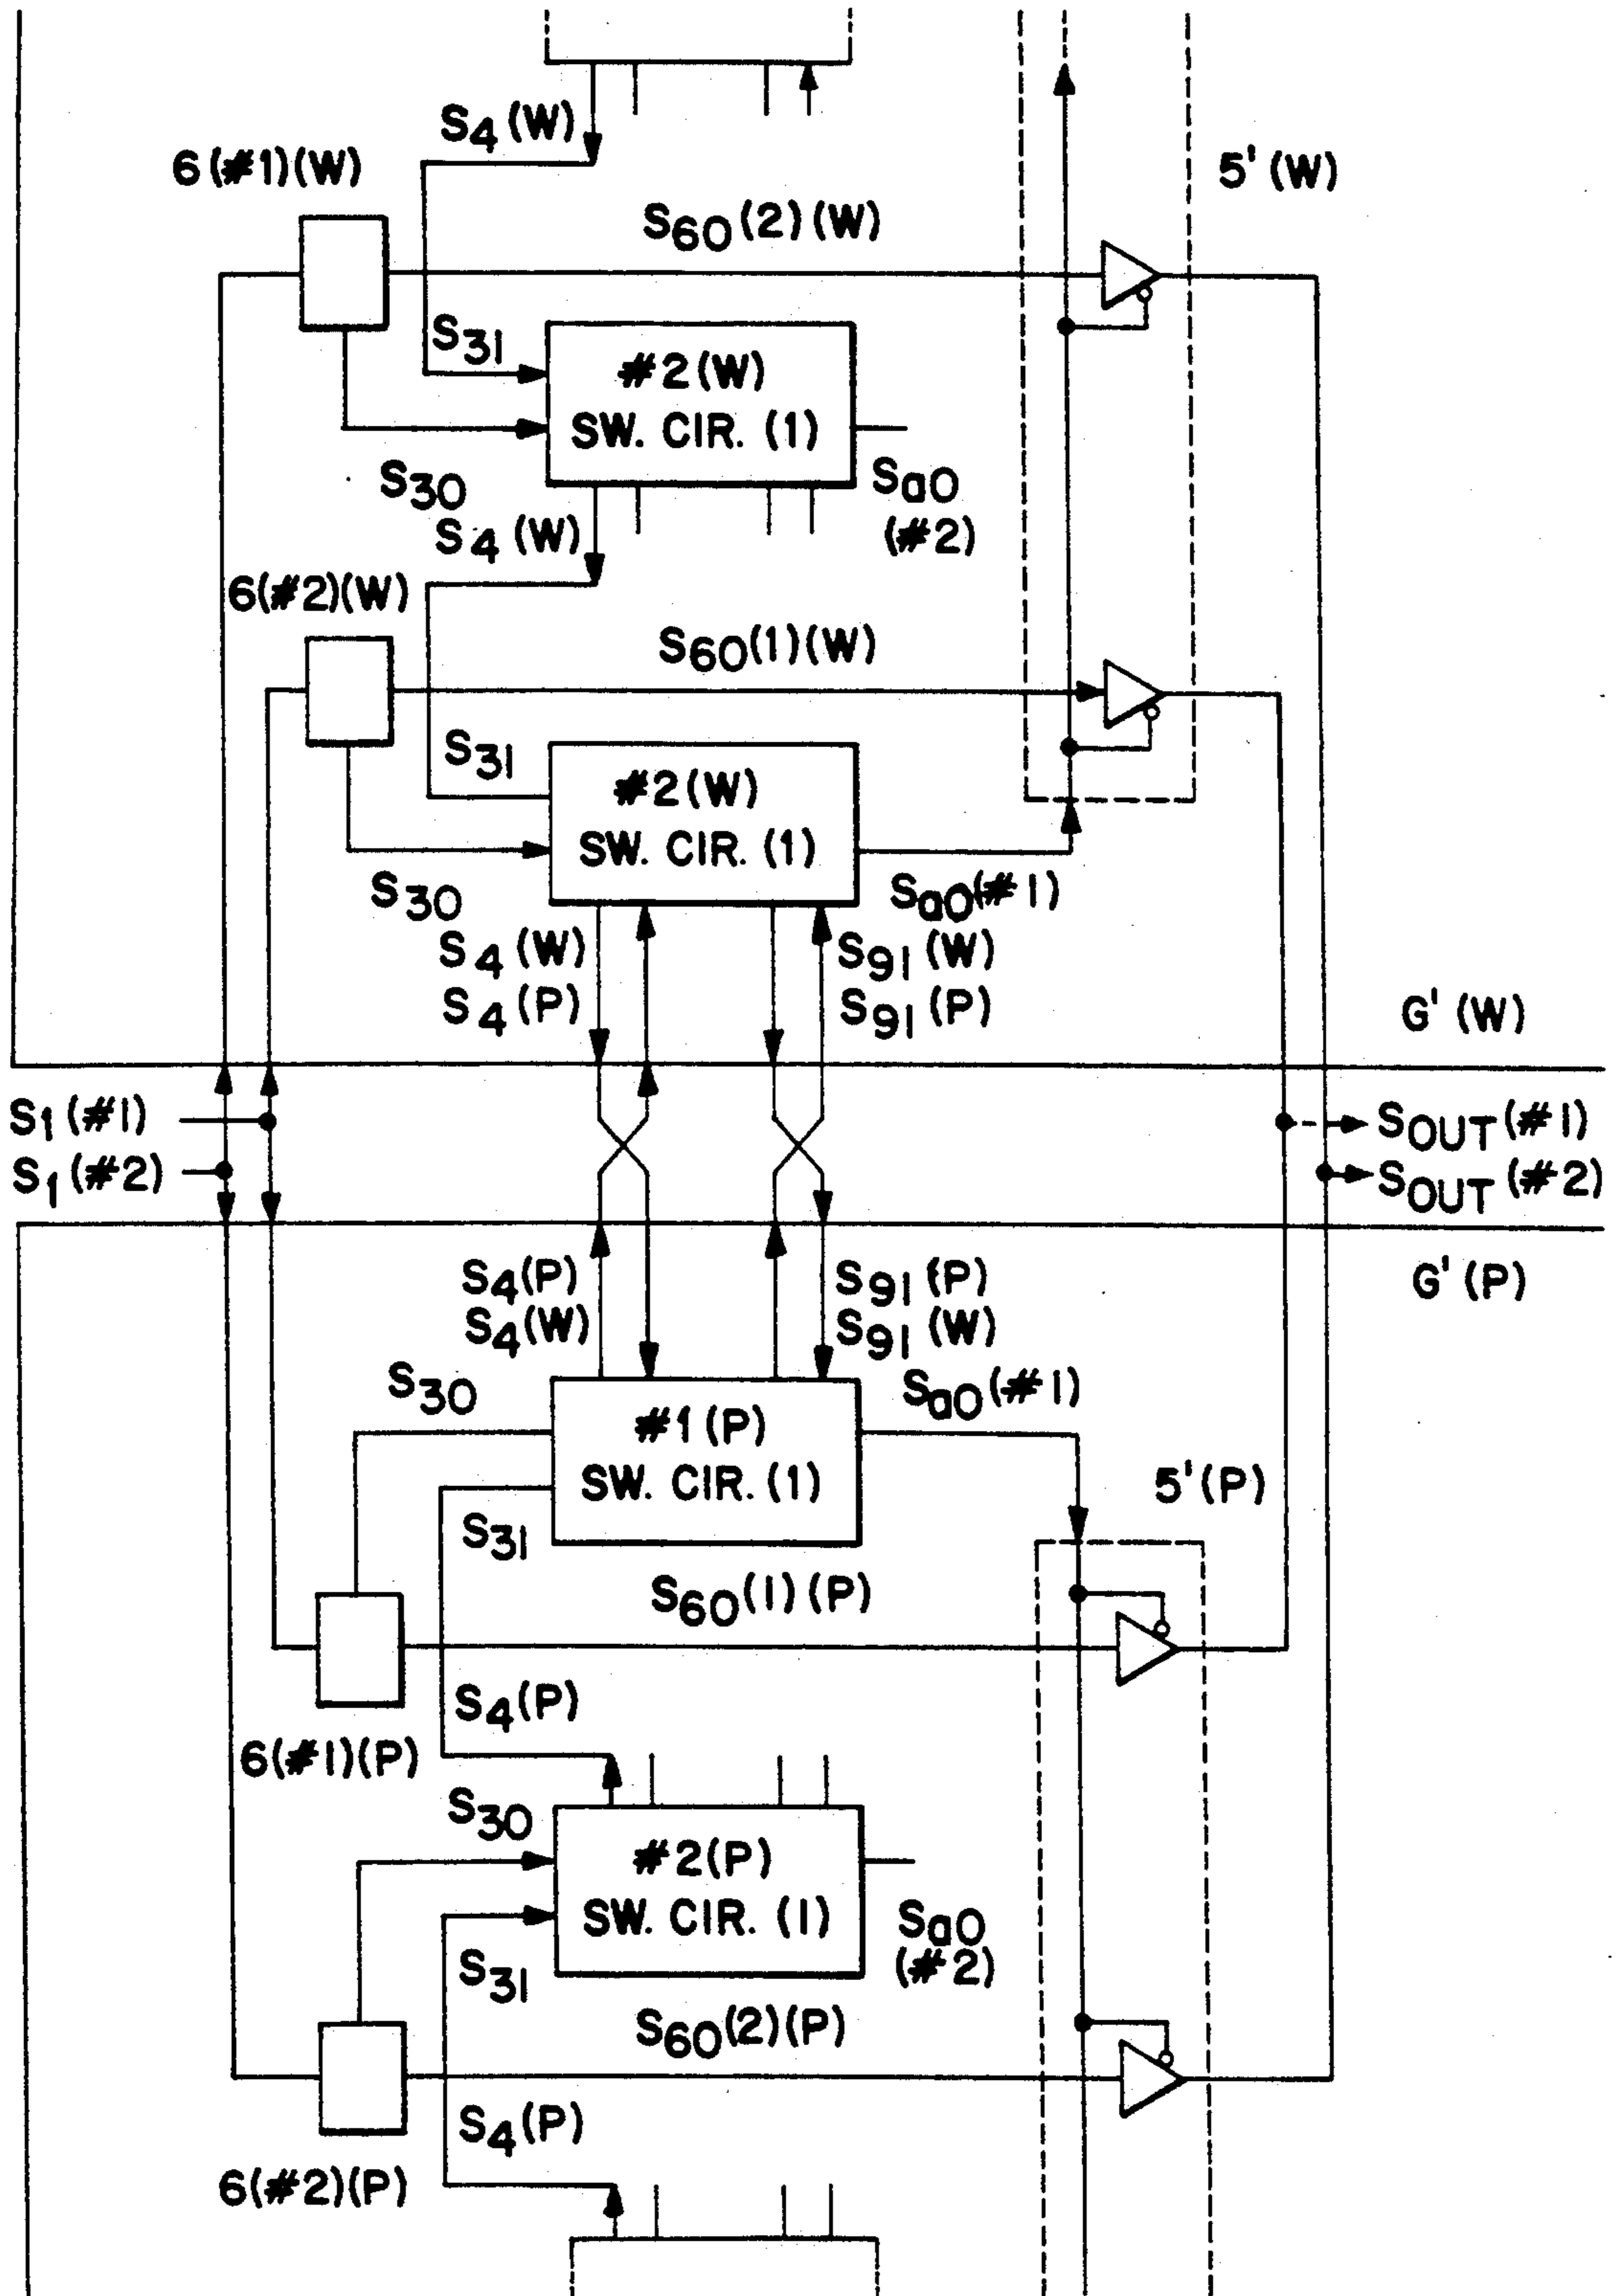 S4 (W)
6(#1)(W)
5' (W)
S60 (2) (W)
S31
#2 (W)
SW. CIR. (1)
S30
Sa0
(#2)
S4 (W)
6(#2)(W)
S60 (1) (W)
S31
#2 (W)
SW. CIR. (1)
S30
Sa0 (#1)
S4 (W)
S91 (W)
S4 (P)
S91 (P)
G' (W)
S1 (#1)
SOUT (#1)
S1 (#2)
SOUT (#2)
G' (P)
S4 (P)
S91 (P)
S4 (W)
S91 (W)
S30
Sa0 (#1)
#1 (P)
SW. CIR. (1)
5' (P)
S31
S60 (1) (P)
S4 (P)
6(#1)(P)
S30
#2(P)
SW. CIR. (1)
Sa0
(#2)
S31
S60 (2) (P)
S4 (P)
6(#2)(P)